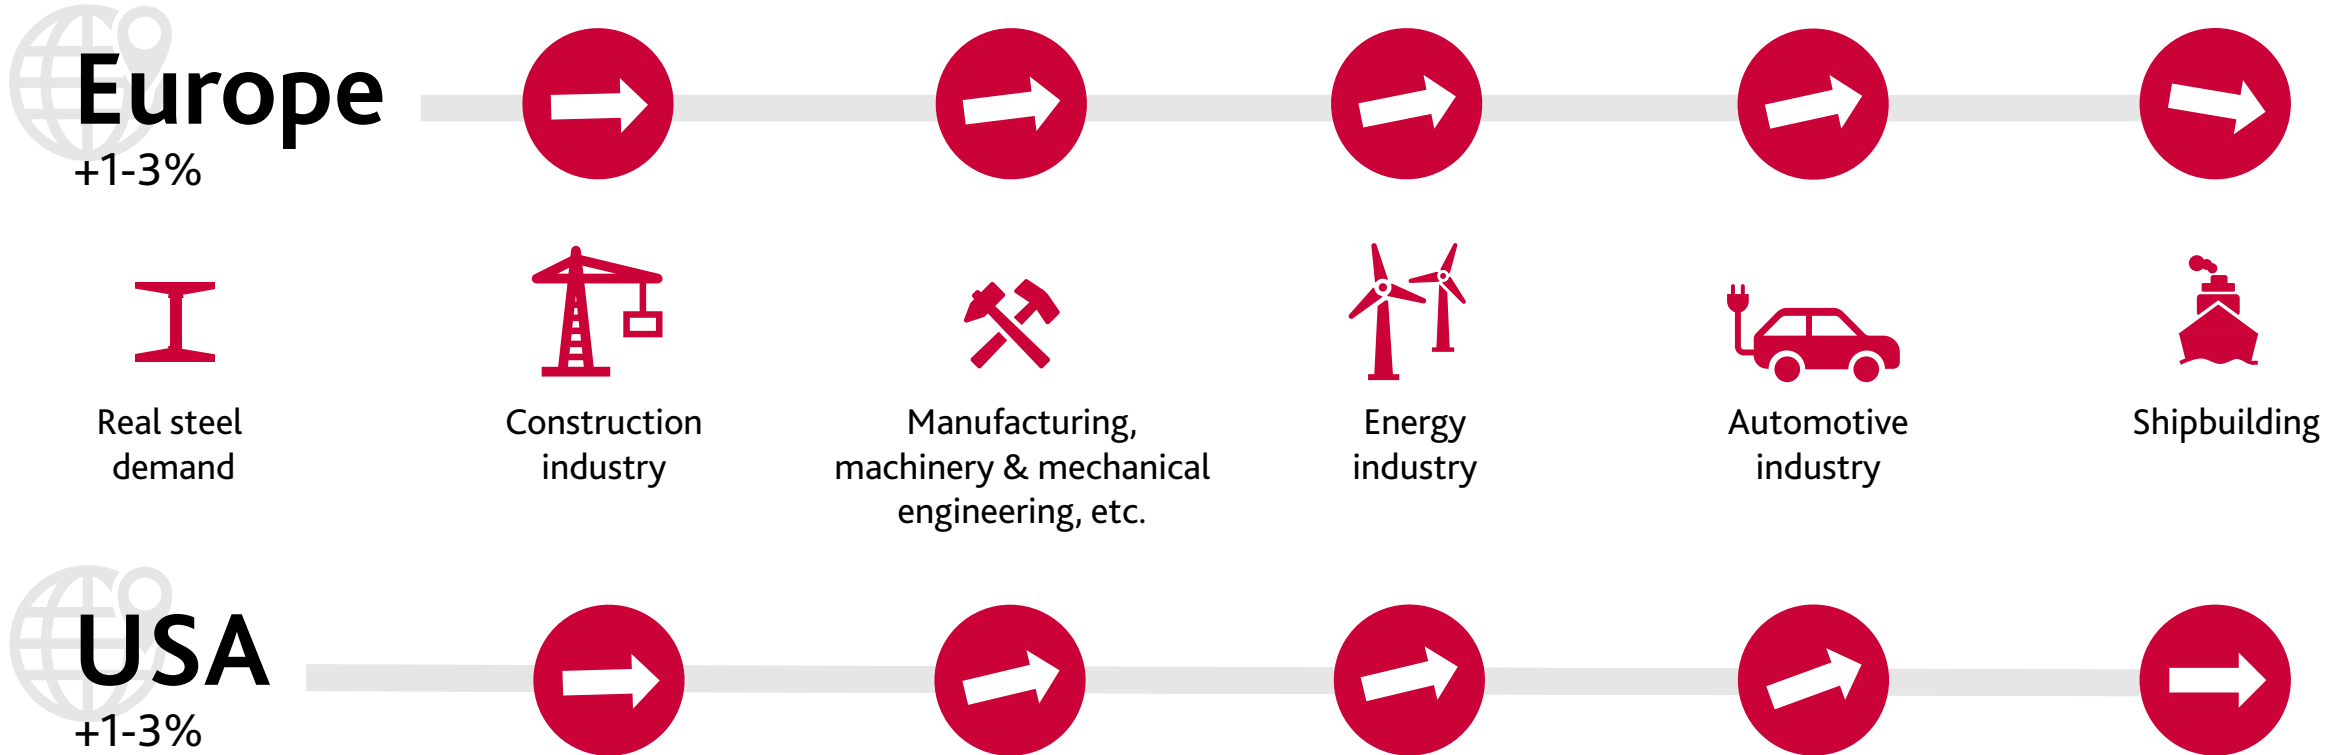 Europe
+1-3%
Real steel
demand
Construction
industry
Manufacturing,
machinery & mechanical
engineering, etc.
Energy
industry
Automotive
industry
Shipbuilding
USA
+1-3%